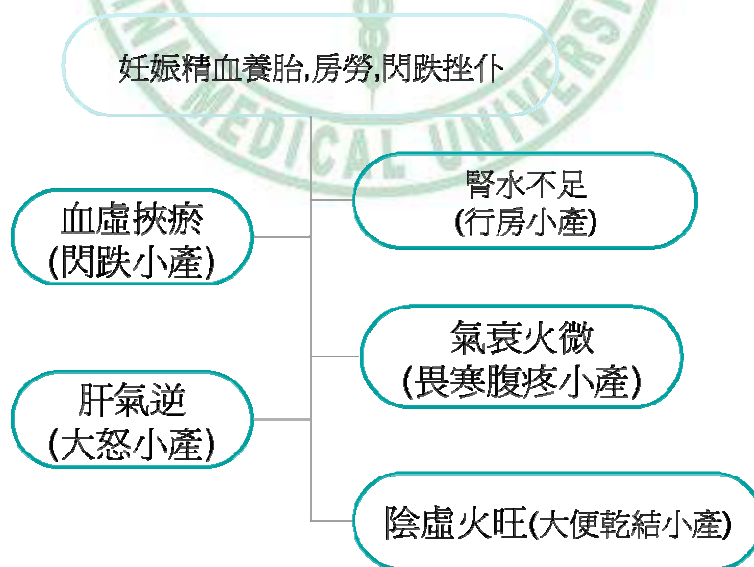 妊娠精血養胎,房勞,閃跌挫仆
MEDICAL UNIVER
腎水不足
(行房小產)
血虛挾瘀
(閃跌小產)
氣衰火微
(畏寒腹疼小產)
肝氣逆
(大怒小產)
陰虛火旺(大便乾結小產)